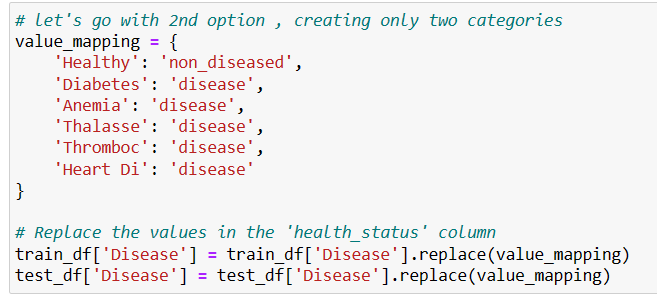 # let's go with 2nd option , creating only two categories
value_mapping = {
    'Healthy': 'non_diseased',
    'Diabetes': 'disease',
    'Anemia': 'disease',
    'Thalasse': 'disease',
    'Thromboc': 'disease',
    'Heart Di': 'disease'
}
# Replace the values in the 'health_status' column
train_df['Disease'] = train_df['Disease'].replace(value_mapping)
test_df['Disease'] = test_df['Disease'].replace(value_mapping)